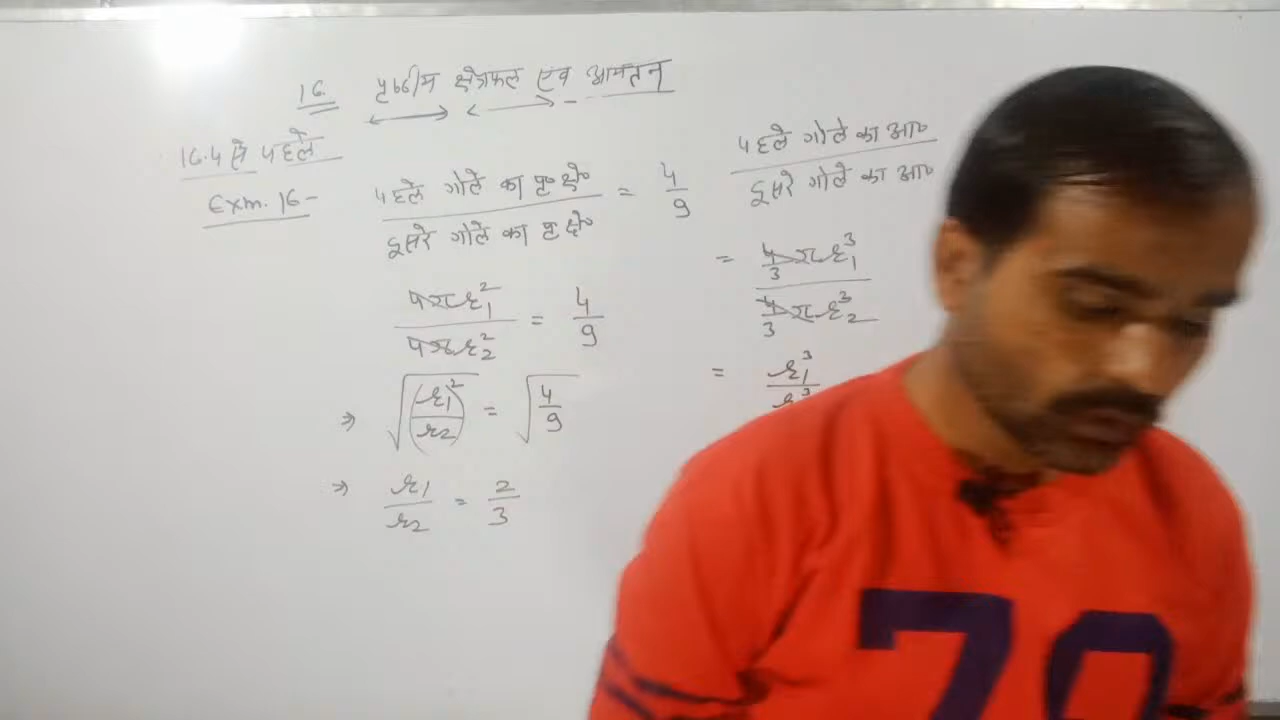 16. पृष्ठीय क्षेत्रफल एवं आयतन
16.4 से पहले
Exm. 16-
पहले गोले का पृ० क्षे०
दूसरे गोले का पृ० क्षे०
= 4/9
4πr₁²/4πr₂² = 4/9
⇒ √(r₁/r₂)² = √4/9
⇒ r₁/r₂ = 2/3
पहले गोले का आ०
दूसरे गोले का आ०
= 4/3 πr₁³ / 4/3 πr₂³
= r₁³/r³
79